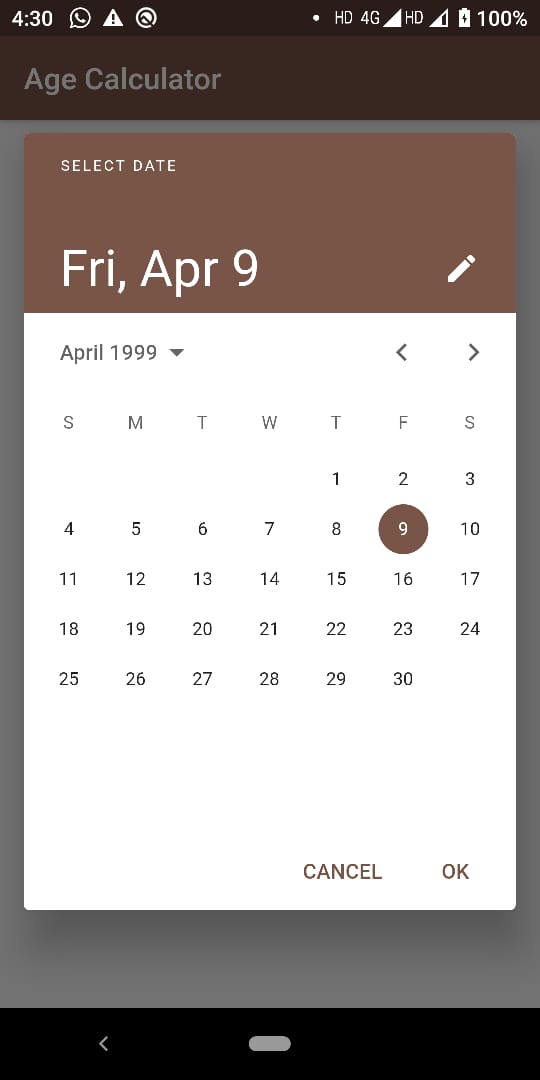 4:30 HD 4G HD 100%
Age Calculator
SELECT DATE
Fri, Apr 9
April 1999
S M T W T F S
1 2 3
4 5 6 7 8 9 10
11 12 13 14 15 16 17
18 19 20 21 22 23 24
25 26 27 28 29 30
CANCEL OK